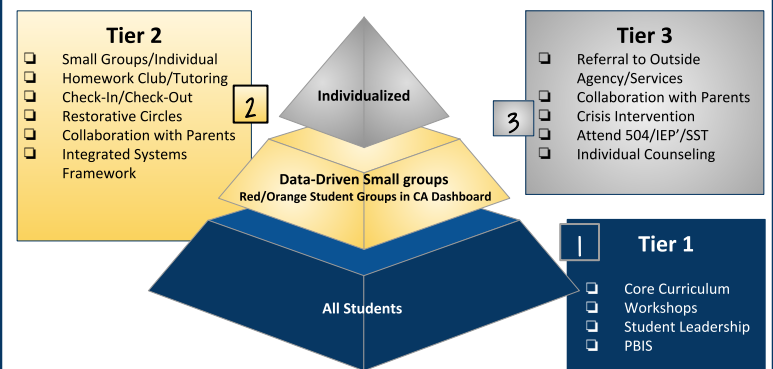 Tier 2
Small Groups/Individual
Homework Club/Tutoring
Check-In/Check-Out
Restorative Circles
Collaboration with Parents
Integrated Systems
Framework
2
Individualized
Data-Driven Small groups
Red/Orange Student Groups in CA Dashboard
All Students
Tier 3
Referral to Outside
Agency/Services
Collaboration with Parents
Crisis Intervention
Attend 504/IEP'/SST
Individual Counseling
3
1
Tier 1
Core Curriculum
Workshops
Student Leadership
PBIS